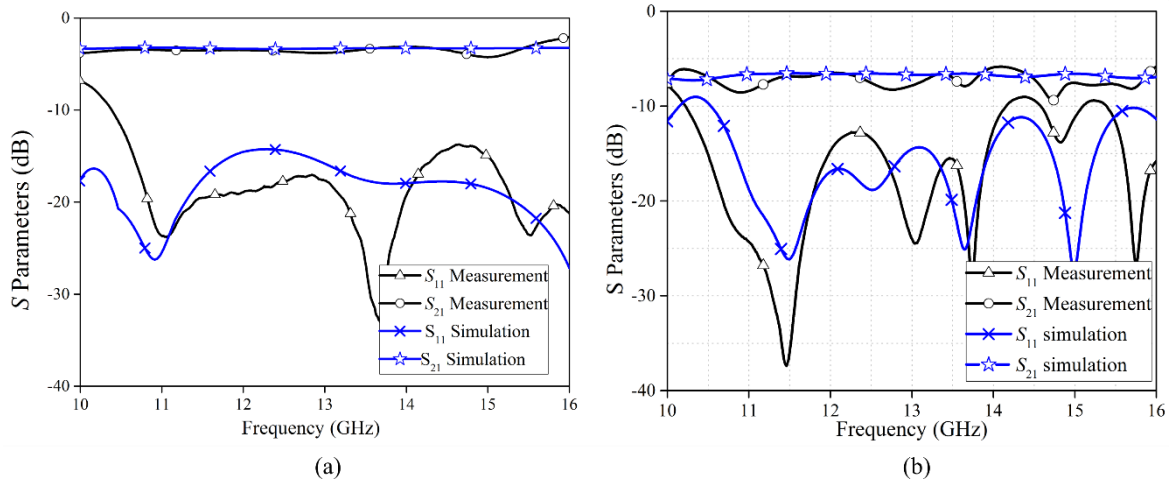 0
-10
-20
-30
-40
S Parameters (dB)
S11 Measurement
S21 Measurement
S11 Simulation
S21 Simulation
10 11 12 13 14 15 16
Frequency (GHz)
(a)
0
-10
-20
-30
-40
S Parameters (dB)
S11 Measurement
S21 Measurement
S11 simulation
S21 simulation
10 11 12 13 14 15 16
Frequency (GHz)
(b)